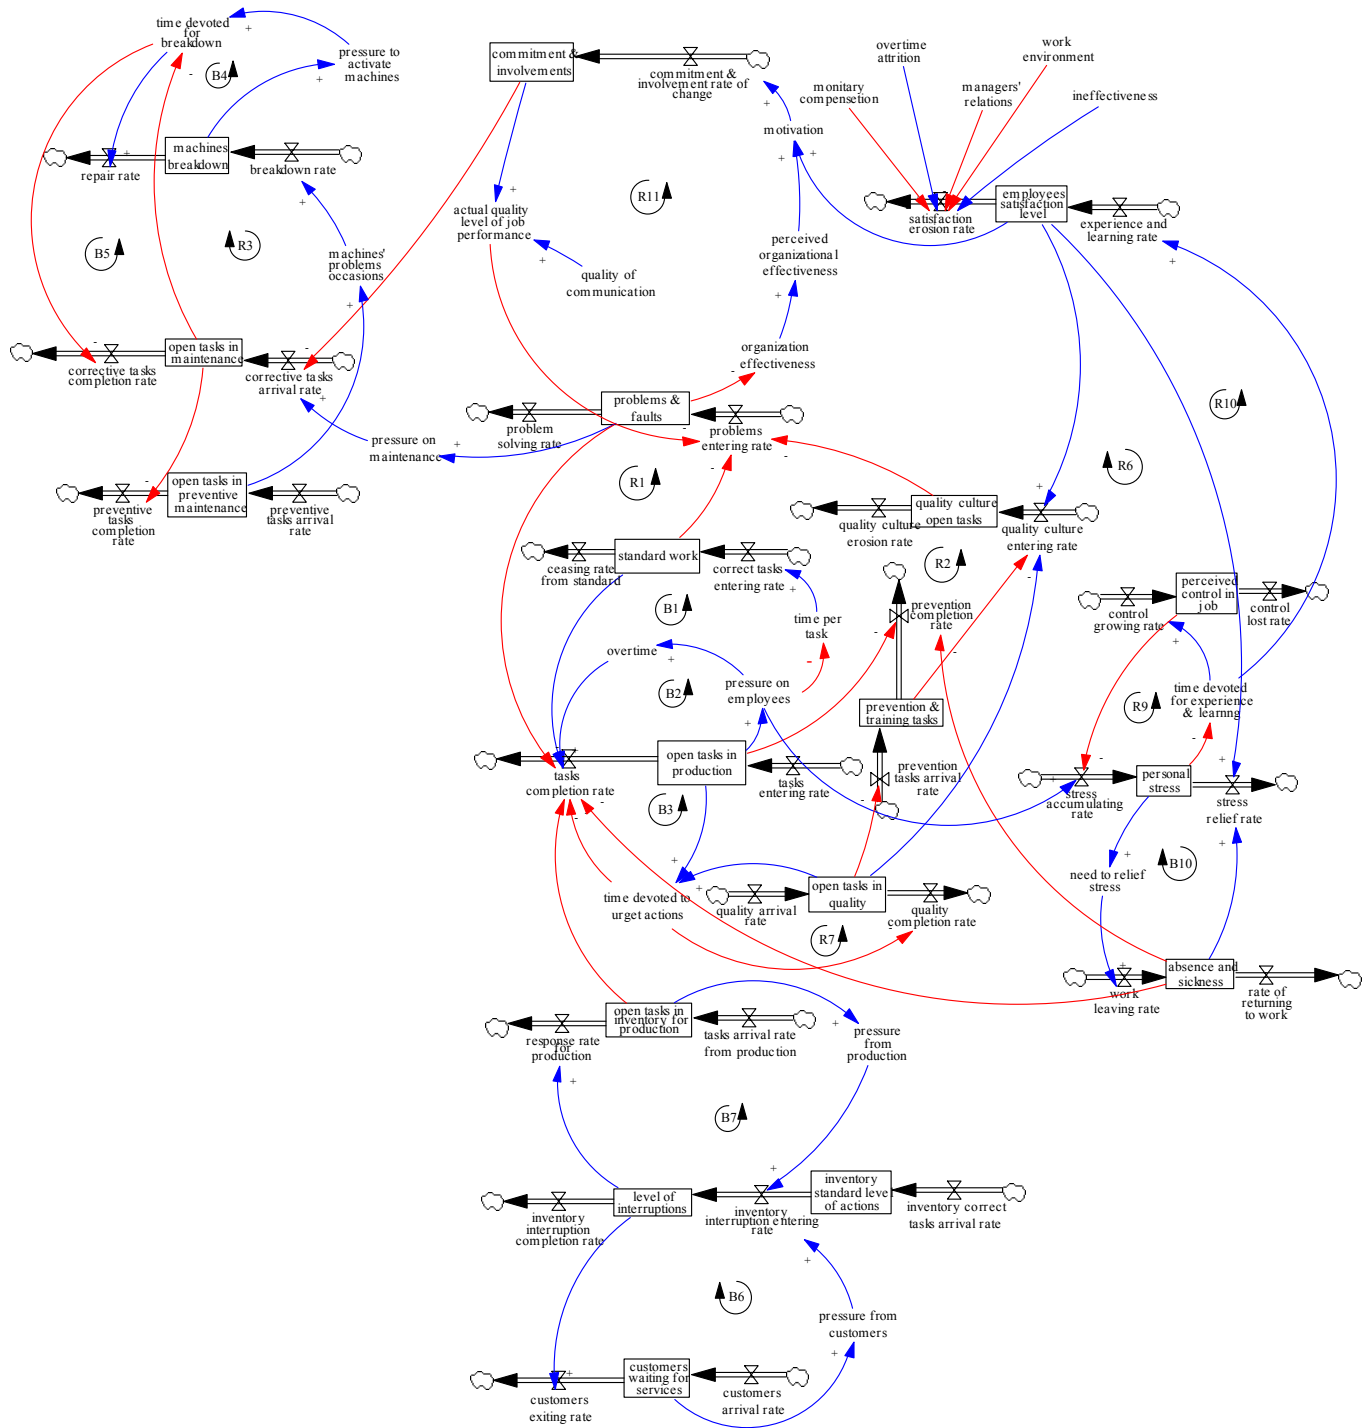 time devoted
for
breakdown
+
pressure to
activate
machines
+
-
B4
machines
breakdown
+
repair rate
breakdown rate
+
B5
R3
machines'
problems
occasions
+
-
open tasks in
maintenance
-
corrective tasks
completion rate
corrective tasks
arrival rate
+
pressure on
maintenance
+
open tasks in
preventive
maintenance
-
preventive
tasks
completion
rate
preventive
tasks arrival
rate
commitment &
involvements
commitment &
involvement rate of
change
+
motivation
+
+
R11
+
actual quality
level of job
performance
+
quality of
communication
perceived
organizational
effectiveness
+
organization
effectiveness
-
overtime
attrition
work
environment
monitary
compensetion
managers'
relations
ineffectiveness
employees
satisfaction
level
satisfaction
erosion rate
experience and
learning rate
+
problems &
faults
problem
solving rate
-
problems
entering rate
-
-
R1
R10
R6
quality culture
open tasks
+
quality culture
erosion rate
quality culture
entering rate
-
-
R2
standard work
ceasing rate
from standard
correct tasks
entering rate
+
B1
time per
task
-
prevention
completion
rate
-
-
overtime
+
B2
pressure on
employees
+
prevention &
training tasks
perceived
control in
job
control
growing rate
+
control
lost rate
R9
time devoted
for experience
& learnng
-
-
open tasks in
production
+
tasks
completion rate
-
-
tasks
entering rate
B3
prevention
tasks arrival
rate
-
personal
stress
+
stress
accumulating
rate
+
stress
relief rate
+
+
need to relief
stress
B10
+
+
time devoted to
urget actions
open tasks in
quality
quality arrival
rate
quality
completion rate
-
R7
absence and
sickness
+
work
leaving rate
rate of
returning
to work
open tasks in
inventory for
production
response rate
for
production
+
tasks arrival rate
from production
+
pressure
from
production
B7
+
level of
interruptions
inventory
standard level
of actions
inventory
interruption
completion rate
inventory
interruption entering
rate
inventory correct
tasks arrival rate
+
B6
pressure from
customers
+
customers
waiting for
services
+
customers
exiting rate
customers
arrival rate